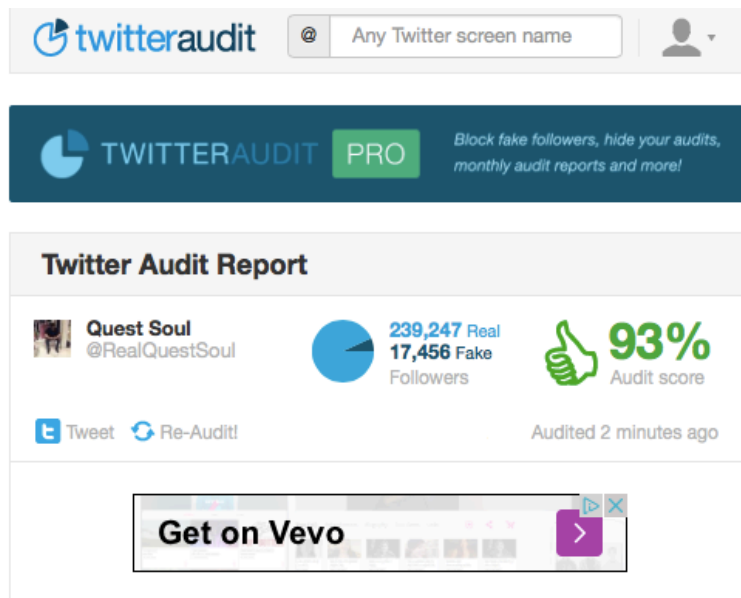 twitteraudit
@ Any Twitter screen name
TWITTERAUDIT PRO
Block fake followers, hide your audits,
monthly audit reports and more!
Twitter Audit Report
Quest Soul
@RealQuestSoul
239,247 Real
17,456 Fake
Followers
93%
Audit score
Tweet Re-Audit!
Audited 2 minutes ago
Get on Vevo